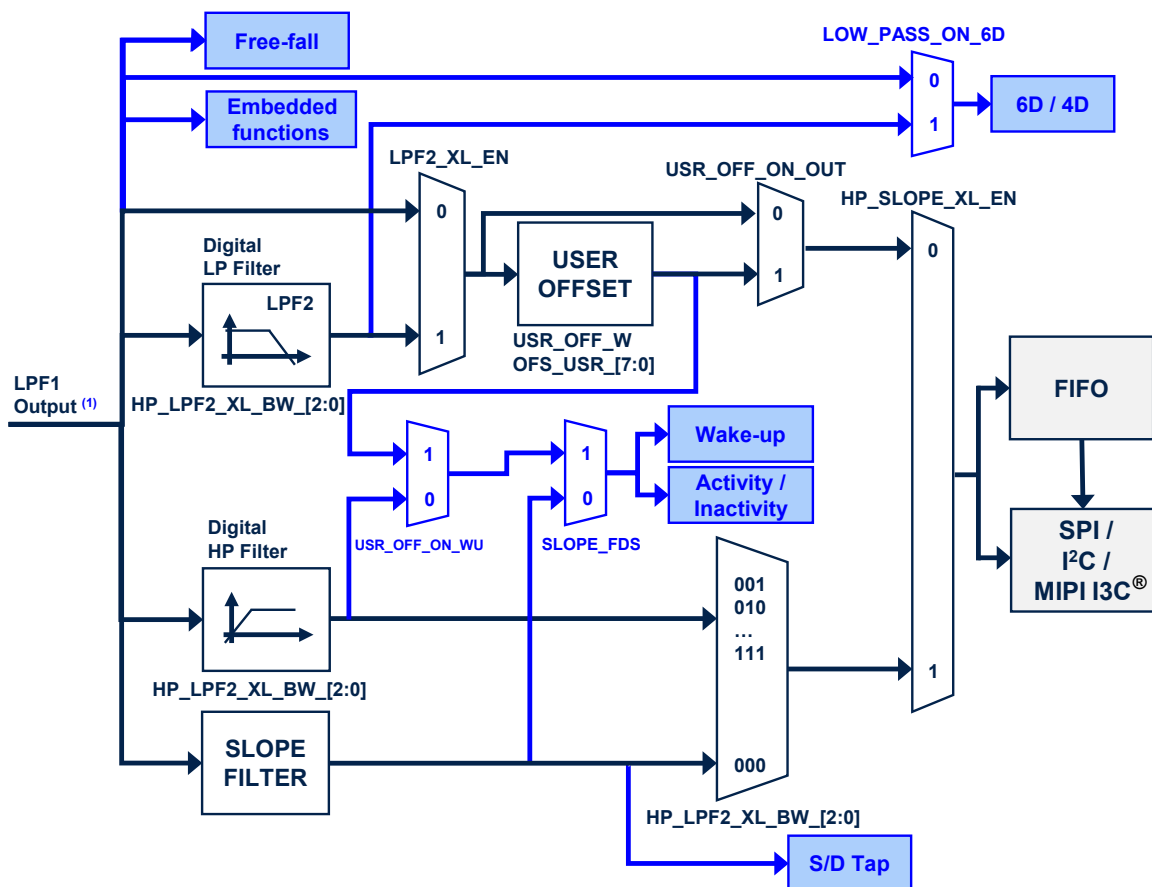 Free-fall
LOW_PASS_ON_6D
0
1
6D / 4D
Embedded
functions
LPF2_XL_EN
0
1
USR_OFF_ON_OUT
0
1
HP_SLOPE_XL_EN
0
1
Digital
LP Filter
LPF2
USER
OFFSET
USR_OFF_W
OFS_USR_[7:0]
LPF1
Output (1)
HP_LPF2_XL_BW_[2:0]
FIFO
1
0
USR_OFF_ON_WU
1
0
SLOPE_FDS
Wake-up
Activity /
Inactivity
SPI /
I²C /
MIPI I3C®
Digital
HP Filter
HP_LPF2_XL_BW_[2:0]
001
010
...
111
000
SLOPE
FILTER
HP_LPF2_XL_BW_[2:0]
S/D Tap